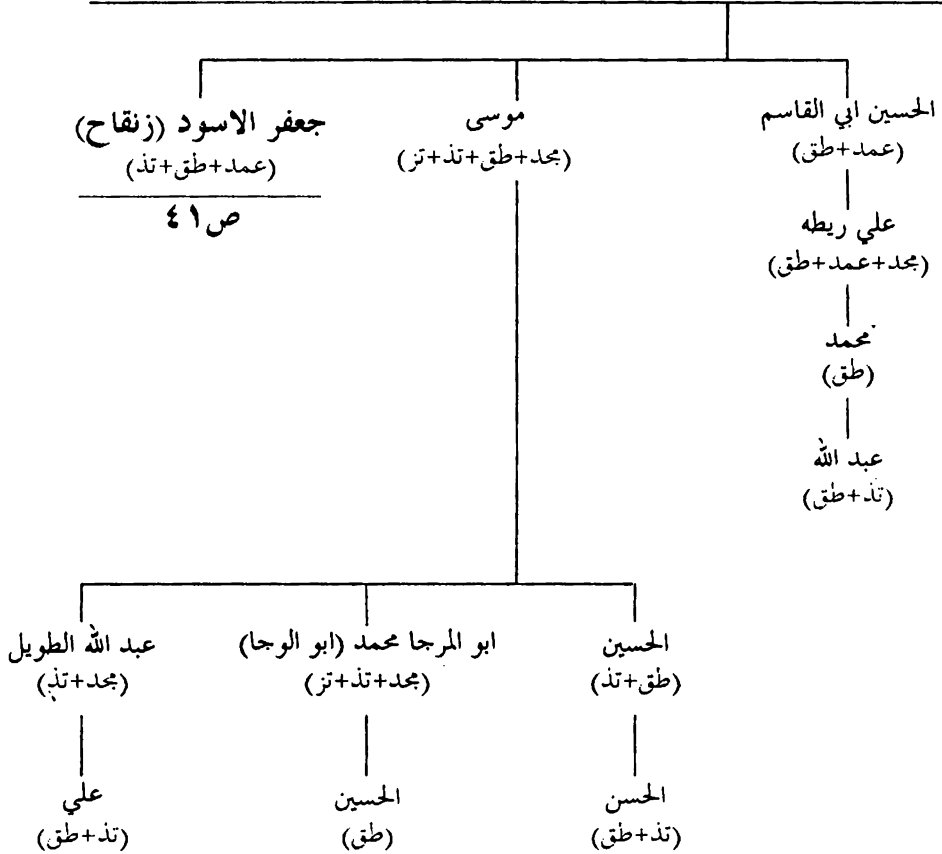 الحسين ابي القاسم
(عمد+طق)
علي ريطه
(مجد+عمد+طق)
محمد
(طق)
عبد الله
(تذ+طق)
موسى
(مجد+طق+تذ+تز)
جعفر الاسود (زنقاح)
(عمد+طق+تذ)
ص ٤١
الحسين
(طق+تذ)
الحسن
(تذ+طق)
ابو المرجا محمد (ابو الوجا)
(مجد+تذ+تز)
الحسين
(طق)
عبد الله الطويل
(مجد+تذ)
علي
(تذ+طق)